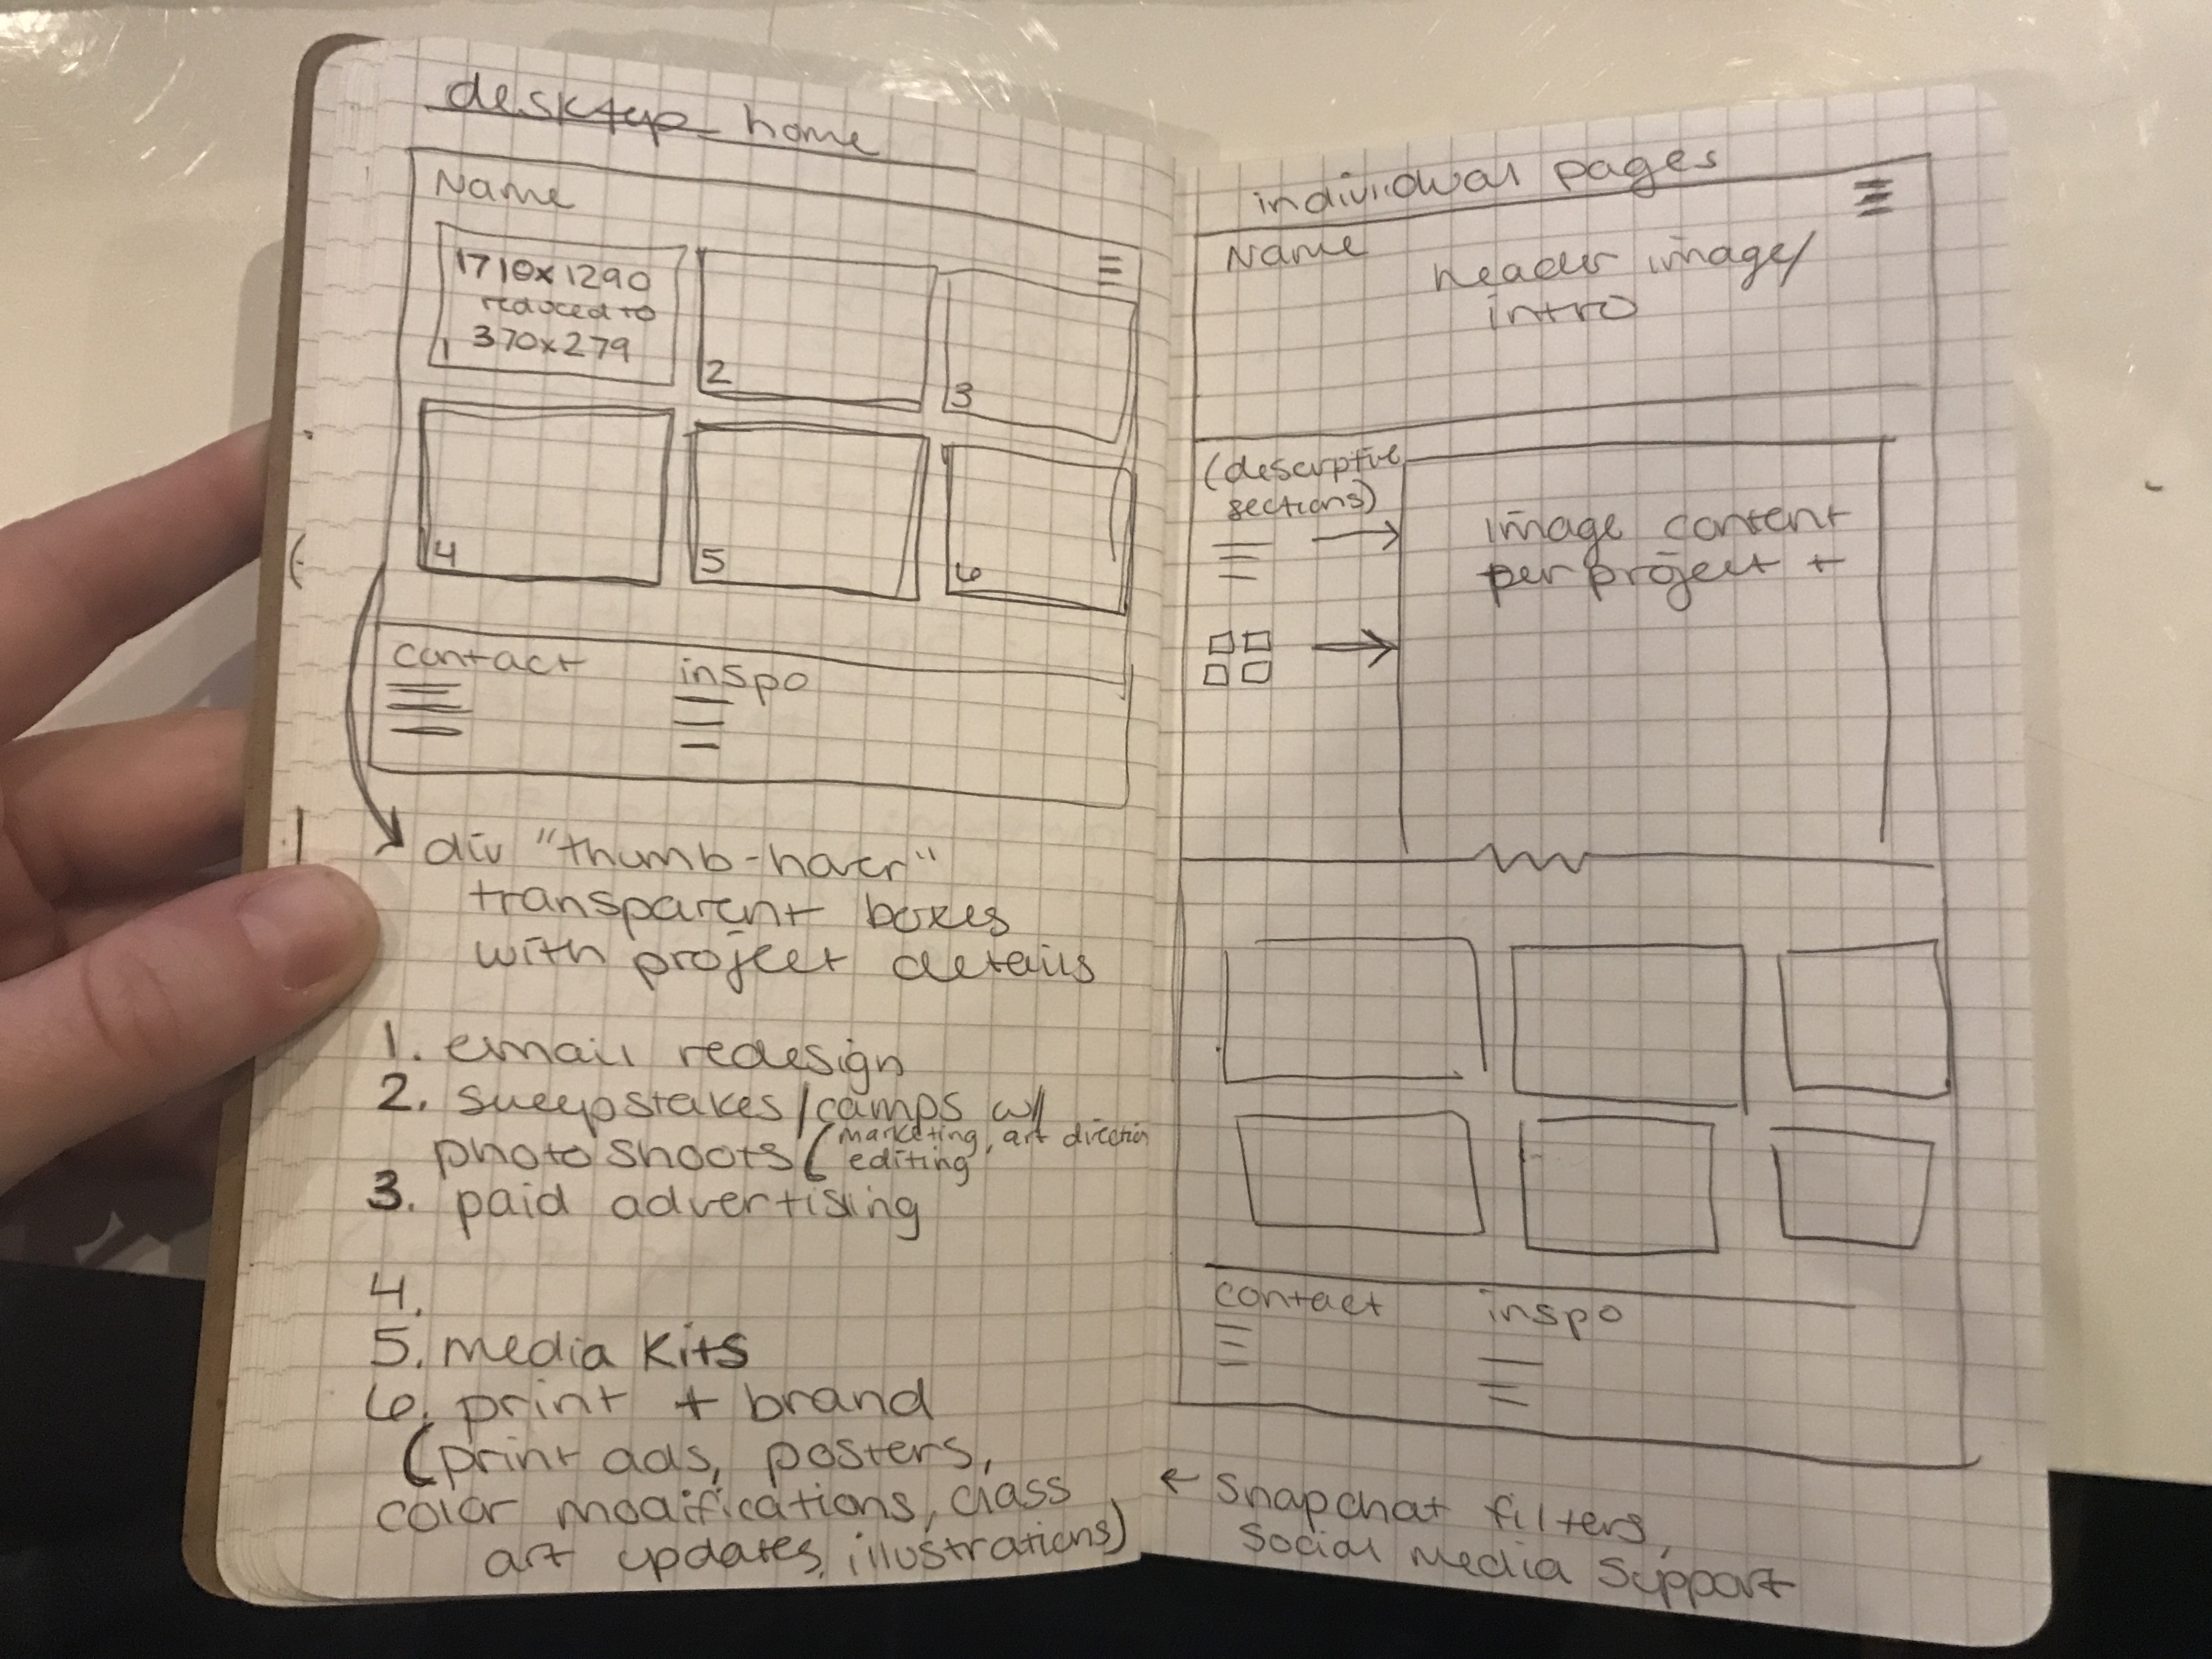 desktop home
Name
1710x1290
reduced to
370x279
1
2
3
4
5
6
contact
inspo
div "thumb-hover"
transparent boxes
with project details
1. email redesign
2. sweepstakes/camps w/
photoshoots (marketing, art direction
editing
3. paid advertising
4.
5. media kits
6. print + brand
(print ads, posters,
color modifications, class
art updates, illustrations)
individual pages
Name
header image/
intro
(descriptive
sections)
image content
per project +
contact
inspo
← snapchat filters,
social media support